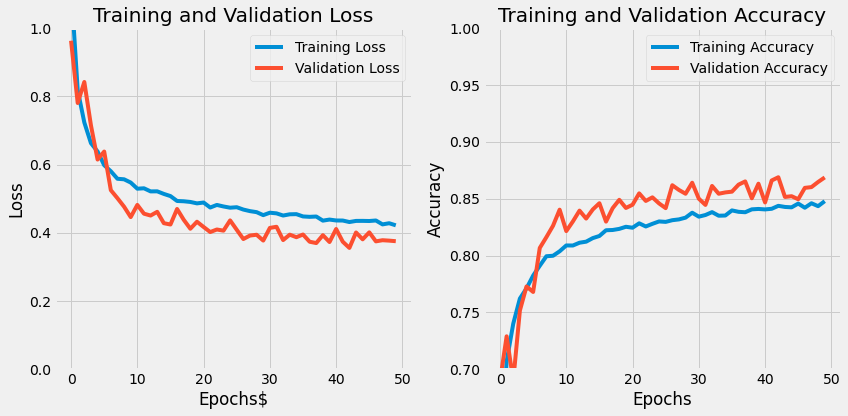 Training and Validation Loss
1.0
0.8
0.6
0.4
0.2
0.0
Loss
Training Loss
Validation Loss
0
10
20
30
40
50
Epochs$
Training and Validation Accuracy
1.00
0.95
0.90
0.85
0.80
0.75
0.70
Accuracy
Training Accuracy
Validation Accuracy
0
10
20
30
40
50
Epochs